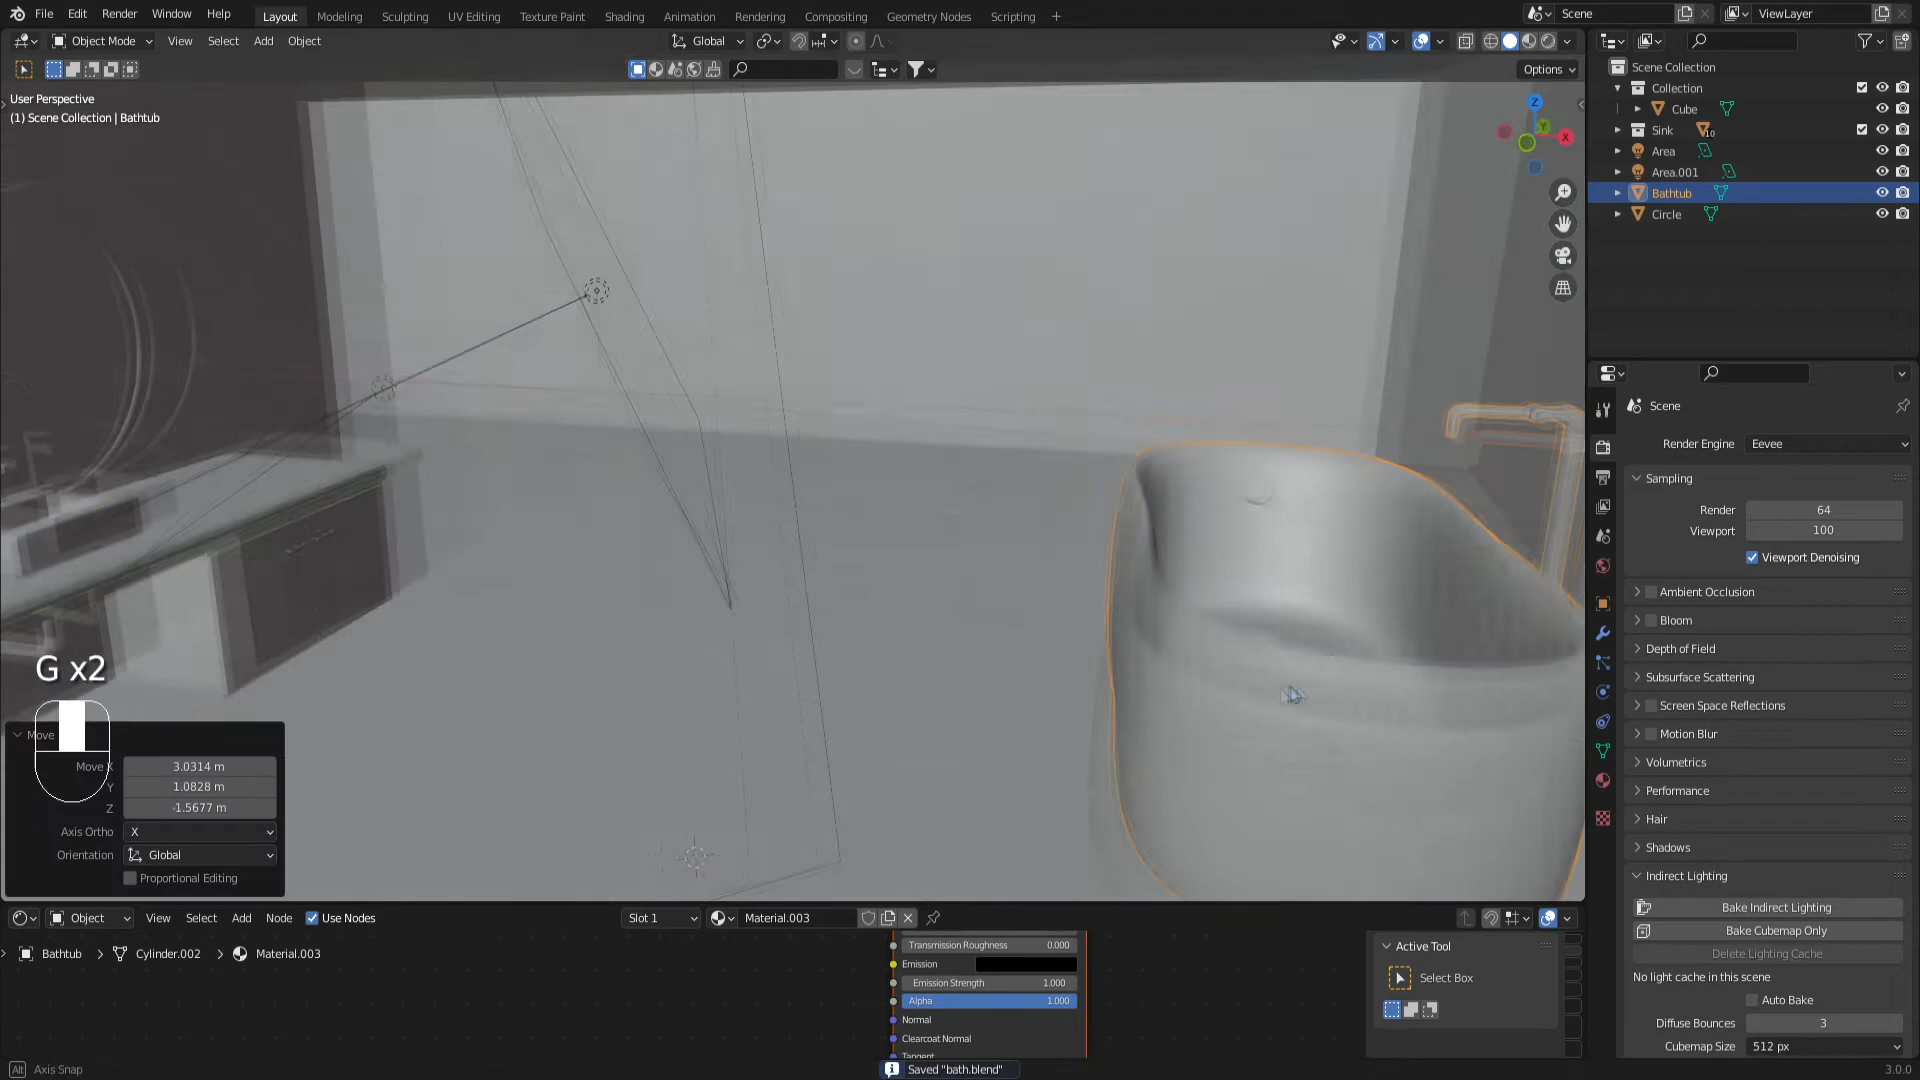 File Edit Render Window Help
Layout Modeling Sculpting UV Editing Texture Paint Shading Animation Rendering Compositing Geometry Nodes Scripting +
Scene
ViewLayer
Object Mode View Select Add Object
Global
Options
User Perspective
(1) Scene Collection | Bathtub
Z
Y
X
Scene Collection
Collection
Cube
Sink 10
Area
Area.001
Bathtub
Circle
Scene
Render Engine Eevee
Sampling
Render 64
Viewport 100
Viewport Denoising
Ambient Occlusion
Bloom
Depth of Field
Subsurface Scattering
Screen Space Reflections
Motion Blur
Volumetrics
Performance
Hair
Shadows
Indirect Lighting
Bake Indirect Lighting
Bake Cubemap Only
Delete Lighting Cache
No light cache in this scene
Auto Bake
Diffuse Bounces 3
Cubemap Size 512 px
G x2
Move
Move X 3.0314 m
Y 1.0828 m
Z -1.5677 m
Axis Ortho X
Orientation Global
Proportional Editing
Object View Select Add Node Use Nodes Slot 1 Material.003
Bathtub > Cylinder.002 > Material.003
Transmission Roughness 0.000
Emission
Emission Strength 1.000
Alpha 1.000
Normal
Clearcoat Normal
Tangent
Active Tool
Select Box
Alt Axis Snap
Saved "bath.blend"
3.0.0